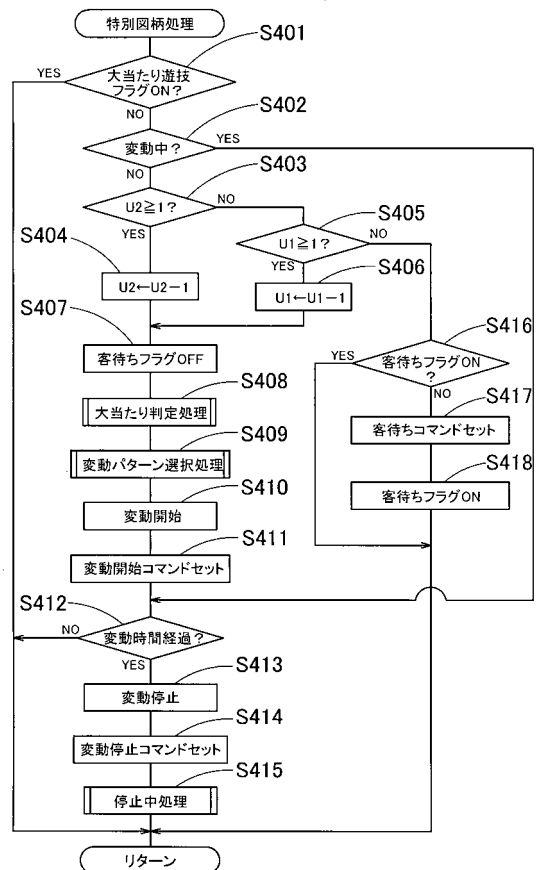 特別図柄処理
S401
YES
大当たり遊技
フラグON?
NO
S402
変動中?
YES
NO
S403
U2≧1?
NO
YES
S405
U1≧1?
NO
YES
S404
U2←U2-1
S406
U1←U1-1
S407
客待ちフラグOFF
S416
YES
客待ちフラグON
?
NO
S408
大当たり判定処理
S417
客待ちコマンドセット
S409
変動パターン選択処理
S418
客待ちフラグON
S410
変動開始
S411
変動開始コマンドセット
S412
NO
変動時間経過?
YES
S413
変動停止
S414
変動停止コマンドセット
S415
停止中処理
リターン